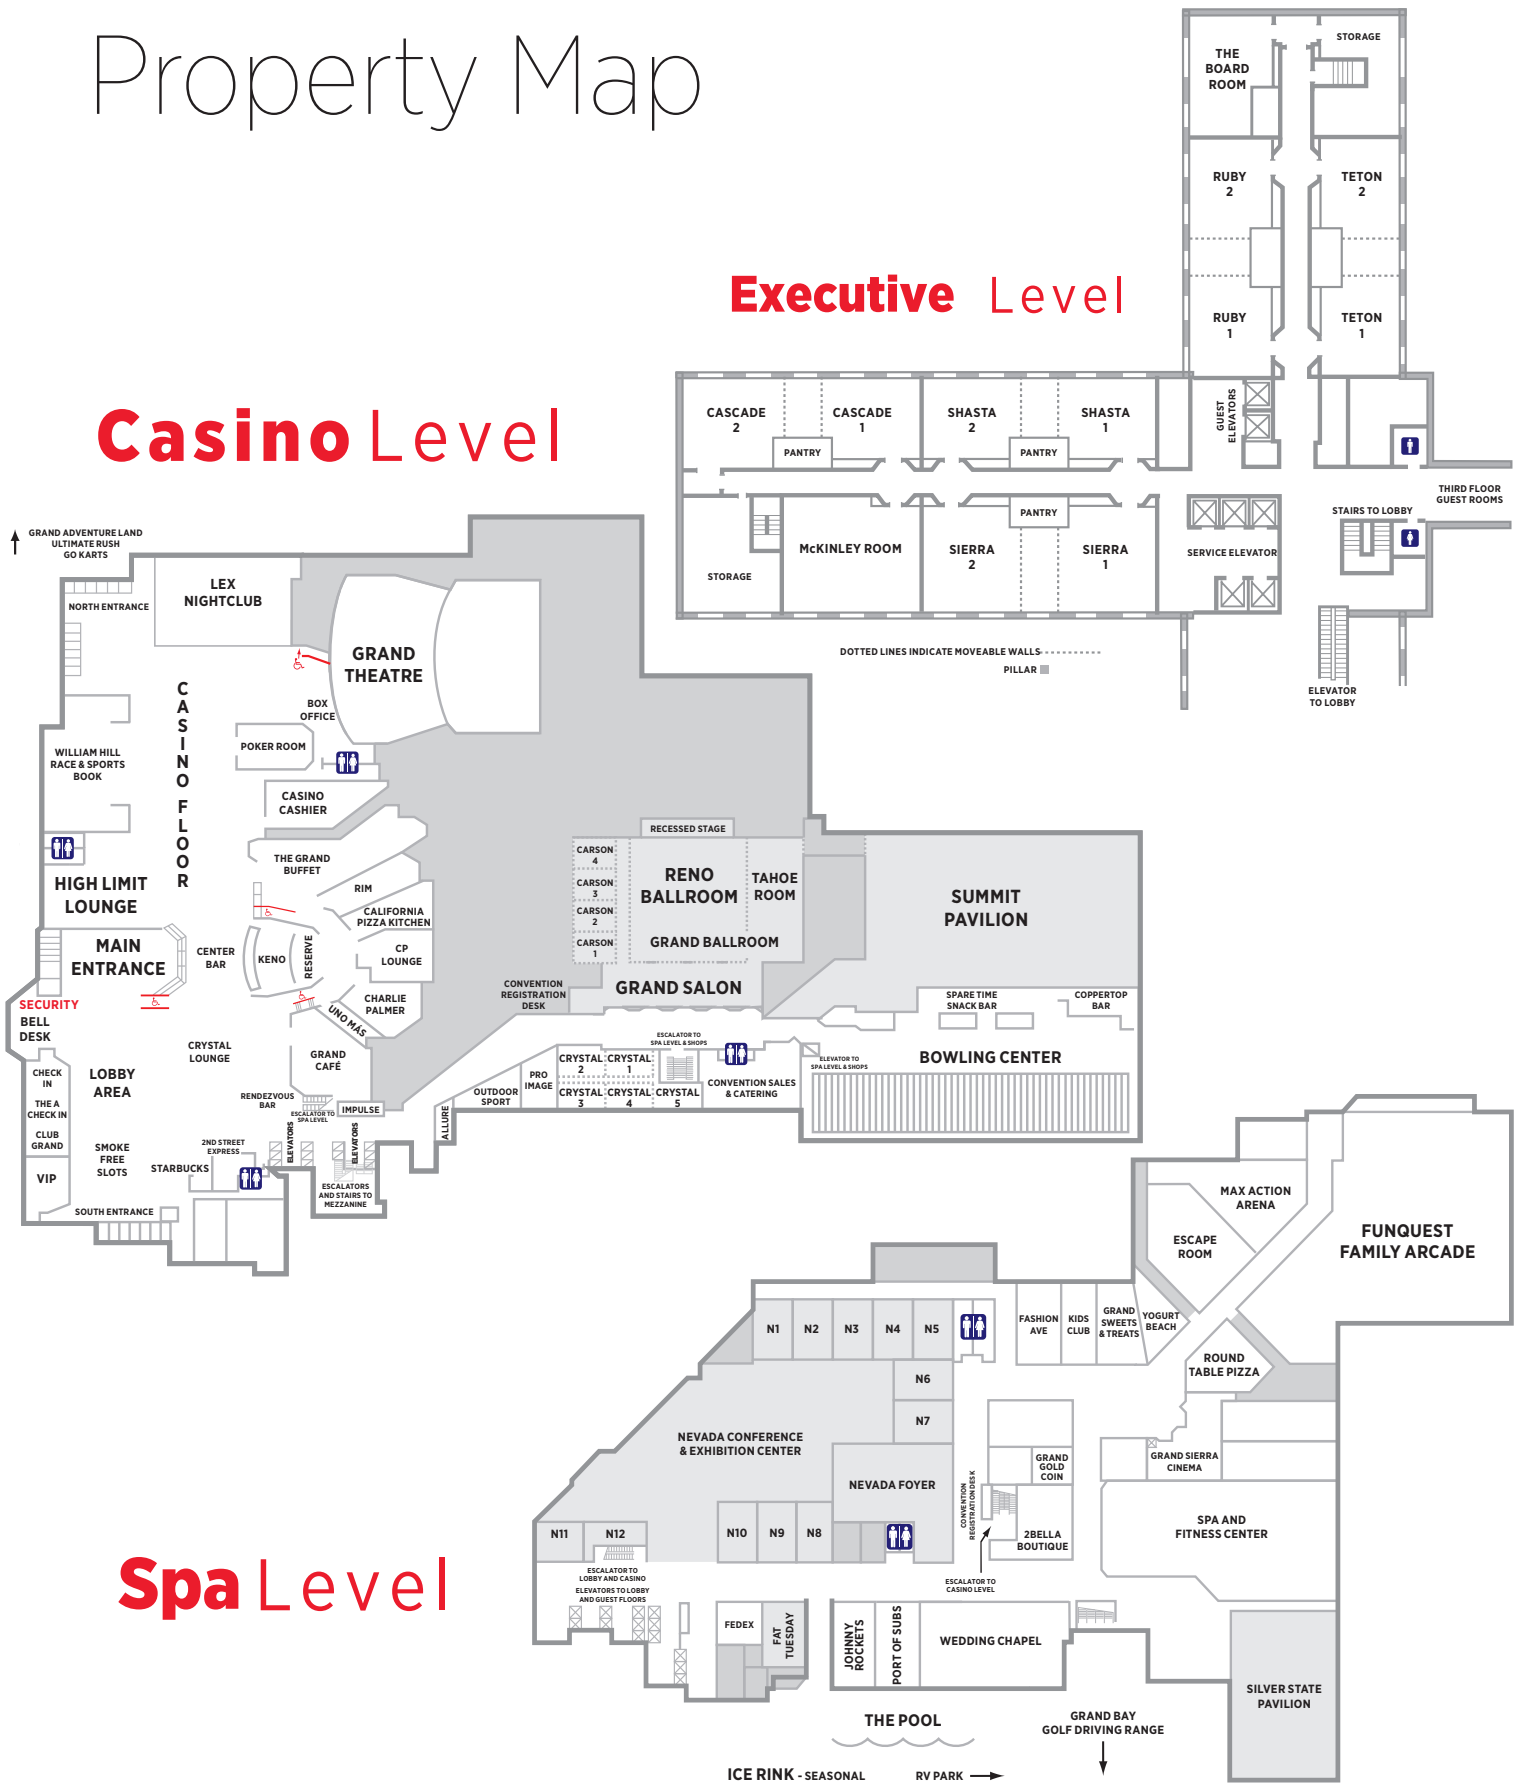 Property Map
Executive Level
THE
BOARD
ROOM
STORAGE
RUBY
2
TETON
2
RUBY
1
TETON
1
CASCADE
2
CASCADE
1
SHASTA
2
SHASTA
1
GUEST
ELEVATORS
PANTRY
PANTRY
THIRD FLOOR
GUEST ROOMS
PANTRY
STAIRS TO LOBBY
McKINLEY ROOM
SIERRA
2
SIERRA
1
SERVICE ELEVATOR
STORAGE
DOTTED LINES INDICATE MOVEABLE WALLS
PILLAR
ELEVATOR
TO LOBBY
Casino Level
GRAND ADVENTURE LAND
ULTIMATE RUSH
GO KARTS
LEX
NIGHTCLUB
NORTH ENTRANCE
GRAND
THEATRE
CASINO FLOOR
BOX
OFFICE
POKER ROOM
WILLIAM HILL
RACE & SPORTS
BOOK
CASINO
CASHIER
THE GRAND
BUFFET
RIM
HIGH LIMIT
LOUNGE
CALIFORNIA
PIZZA KITCHEN
MAIN
ENTRANCE
CENTER
BAR
KENO
RESERVE
CP
LOUNGE
SECURITY
BELL
DESK
CHARLIE
PALMER
UNO MÁS
CRYSTAL
LOUNGE
GRAND
CAFÉ
CHECK
IN
THE A
CHECK IN
CLUB
GRAND
VIP
LOBBY
AREA
RENDEZVOUS
BAR
ESCALATOR TO
SPA LEVEL
IMPULSE
SMOKE
FREE
SLOTS
2ND STREET
EXPRESS
STARBUCKS
ELEVATORS
ELEVATORS
ESCALATORS
AND STAIRS TO
MEZZANINE
SOUTH ENTRANCE
RECESSED STAGE
CARSON
4
CARSON
3
CARSON
2
CARSON
1
RENO
BALLROOM
TAHOE
ROOM
GRAND BALLROOM
SUMMIT
PAVILION
CONVENTION
REGISTRATION
DESK
GRAND SALON
SPARE TIME
SNACK BAR
COPPERTOP
BAR
ESCALATOR TO
SPA LEVEL & SHOPS
ELEVATOR TO
SPA LEVEL & SHOPS
BOWLING CENTER
ALLURE
OUTDOOR
SPORT
PRO
IMAGE
CRYSTAL
2
CRYSTAL
1
CRYSTAL
3
CRYSTAL
4
CRYSTAL
5
CONVENTION SALES
& CATERING
Spa Level
MAX ACTION
ARENA
ESCAPE
ROOM
FUNQUEST
FAMILY ARCADE
N1
N2
N3
N4
N5
FASHION
AVE
KIDS
CLUB
GRAND
SWEETS
& TREATS
YOGURT
BEACH
N6
ROUND
TABLE PIZZA
N7
NEVADA CONFERENCE
& EXHIBITION CENTER
NEVADA FOYER
GRAND
GOLD
COIN
GRAND SIERRA
CINEMA
CONVENTION
REGISTRATION DESK
N11
N12
N10
N9
N8
2BELLA
BOUTIQUE
SPA AND
FITNESS CENTER
ESCALATOR TO
LOBBY AND CASINO
ELEVATORS TO LOBBY
AND GUEST FLOORS
ESCALATOR TO
CASINO LEVEL
FEDEX
FAT
TUESDAY
JOHNNY
ROCKETS
PORT OF SUBS
WEDDING CHAPEL
SILVER STATE
PAVILION
THE POOL
GRAND BAY
GOLF DRIVING RANGE
ICE RINK - SEASONAL
RV PARK